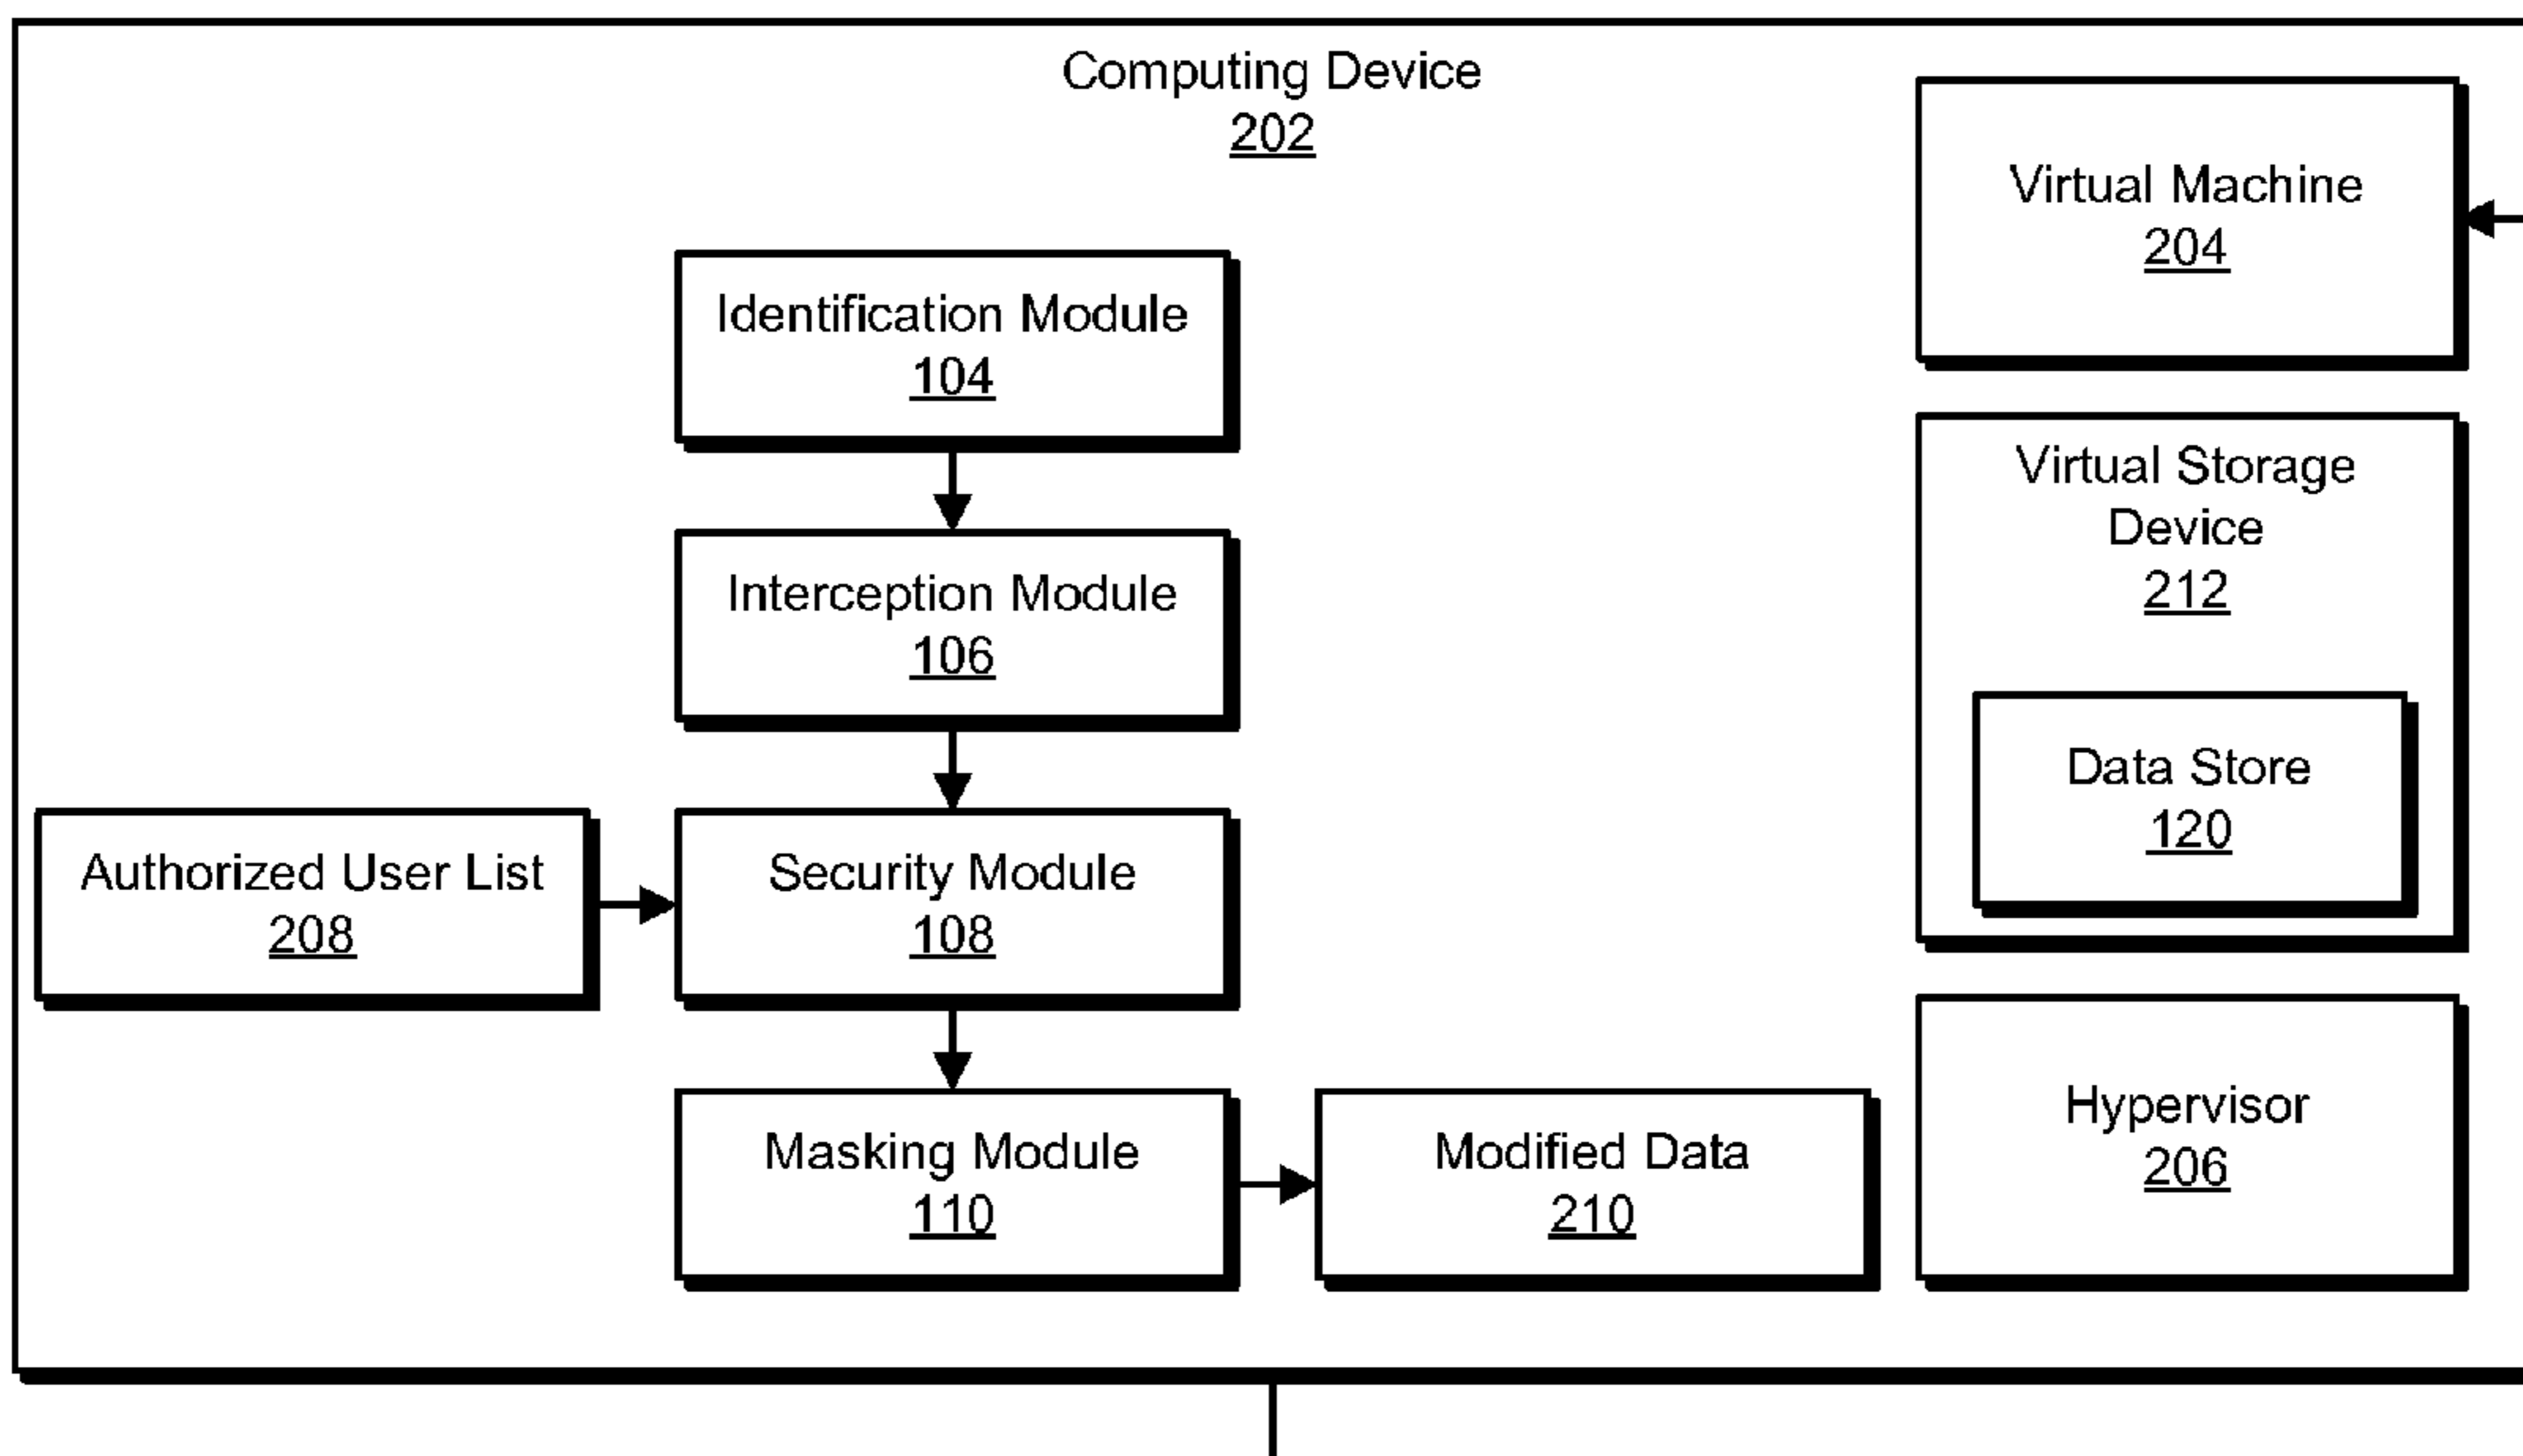 Computing Device
202
Virtual Machine
204
Identification Module
104
Virtual Storage
Device
212
Interception Module
106
Data Store
120
Authorized User List
208
Security Module
108
Masking Module
110
Modified Data
210
Hypervisor
206